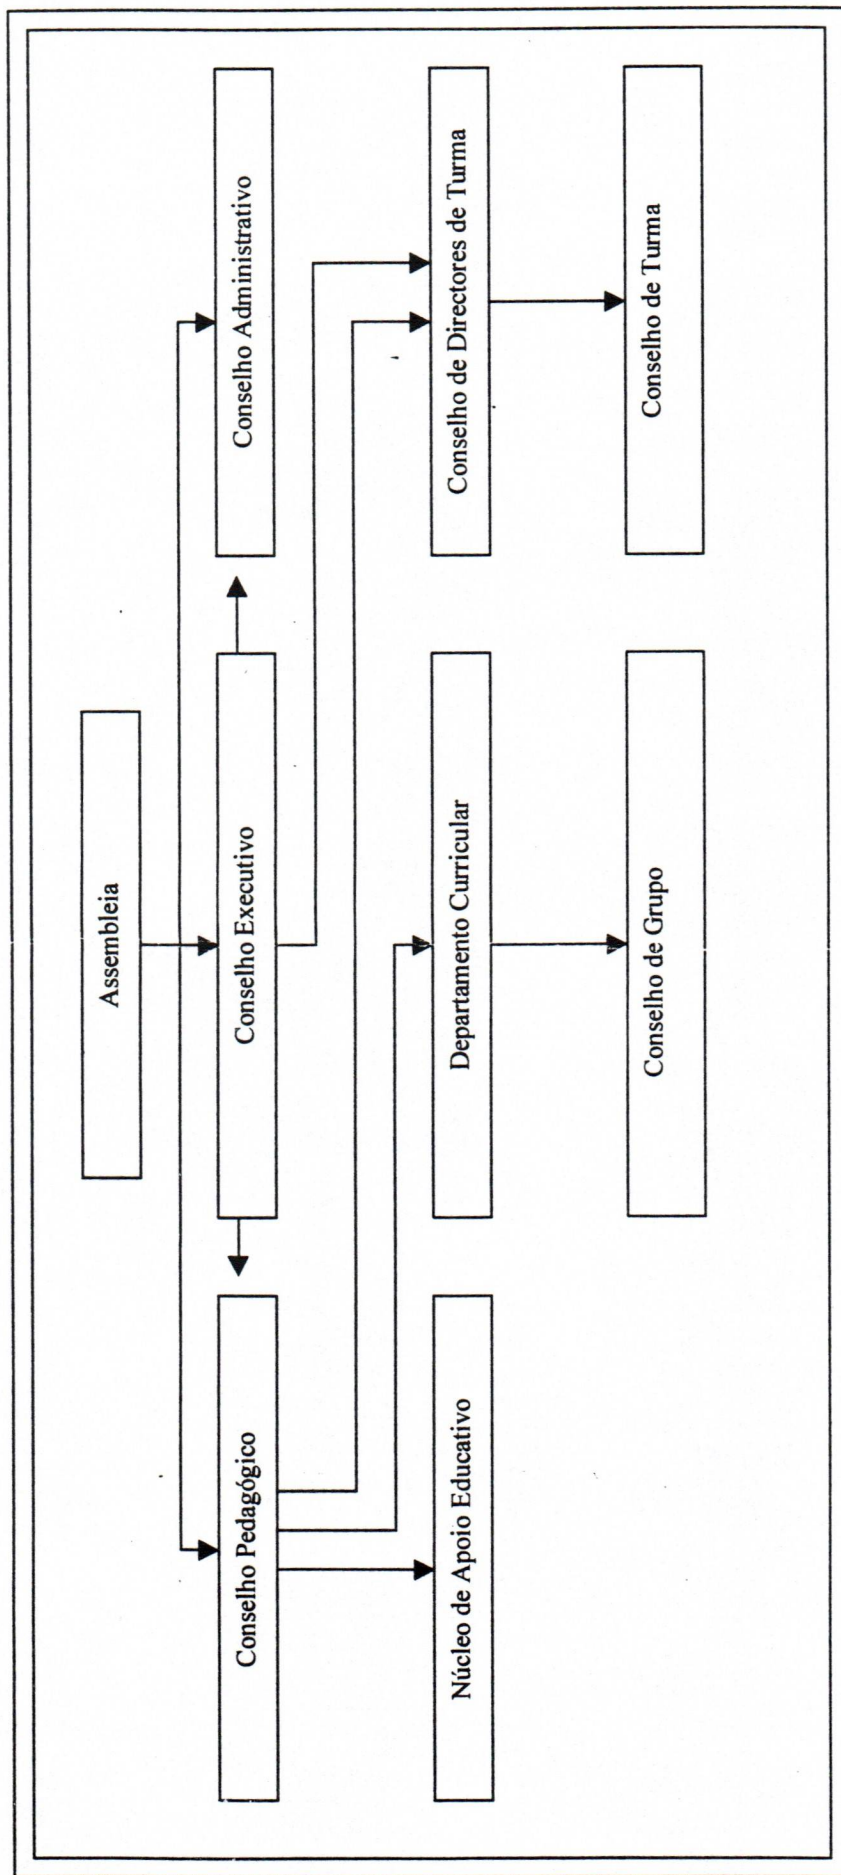 Assembleia
Conselho Pedagógico
Conselho Executivo
Conselho Administrativo
Núcleo de Apoio Educativo
Departamento Curricular
Conselho de Directores de Turma
Conselho de Grupo
Conselho de Turma